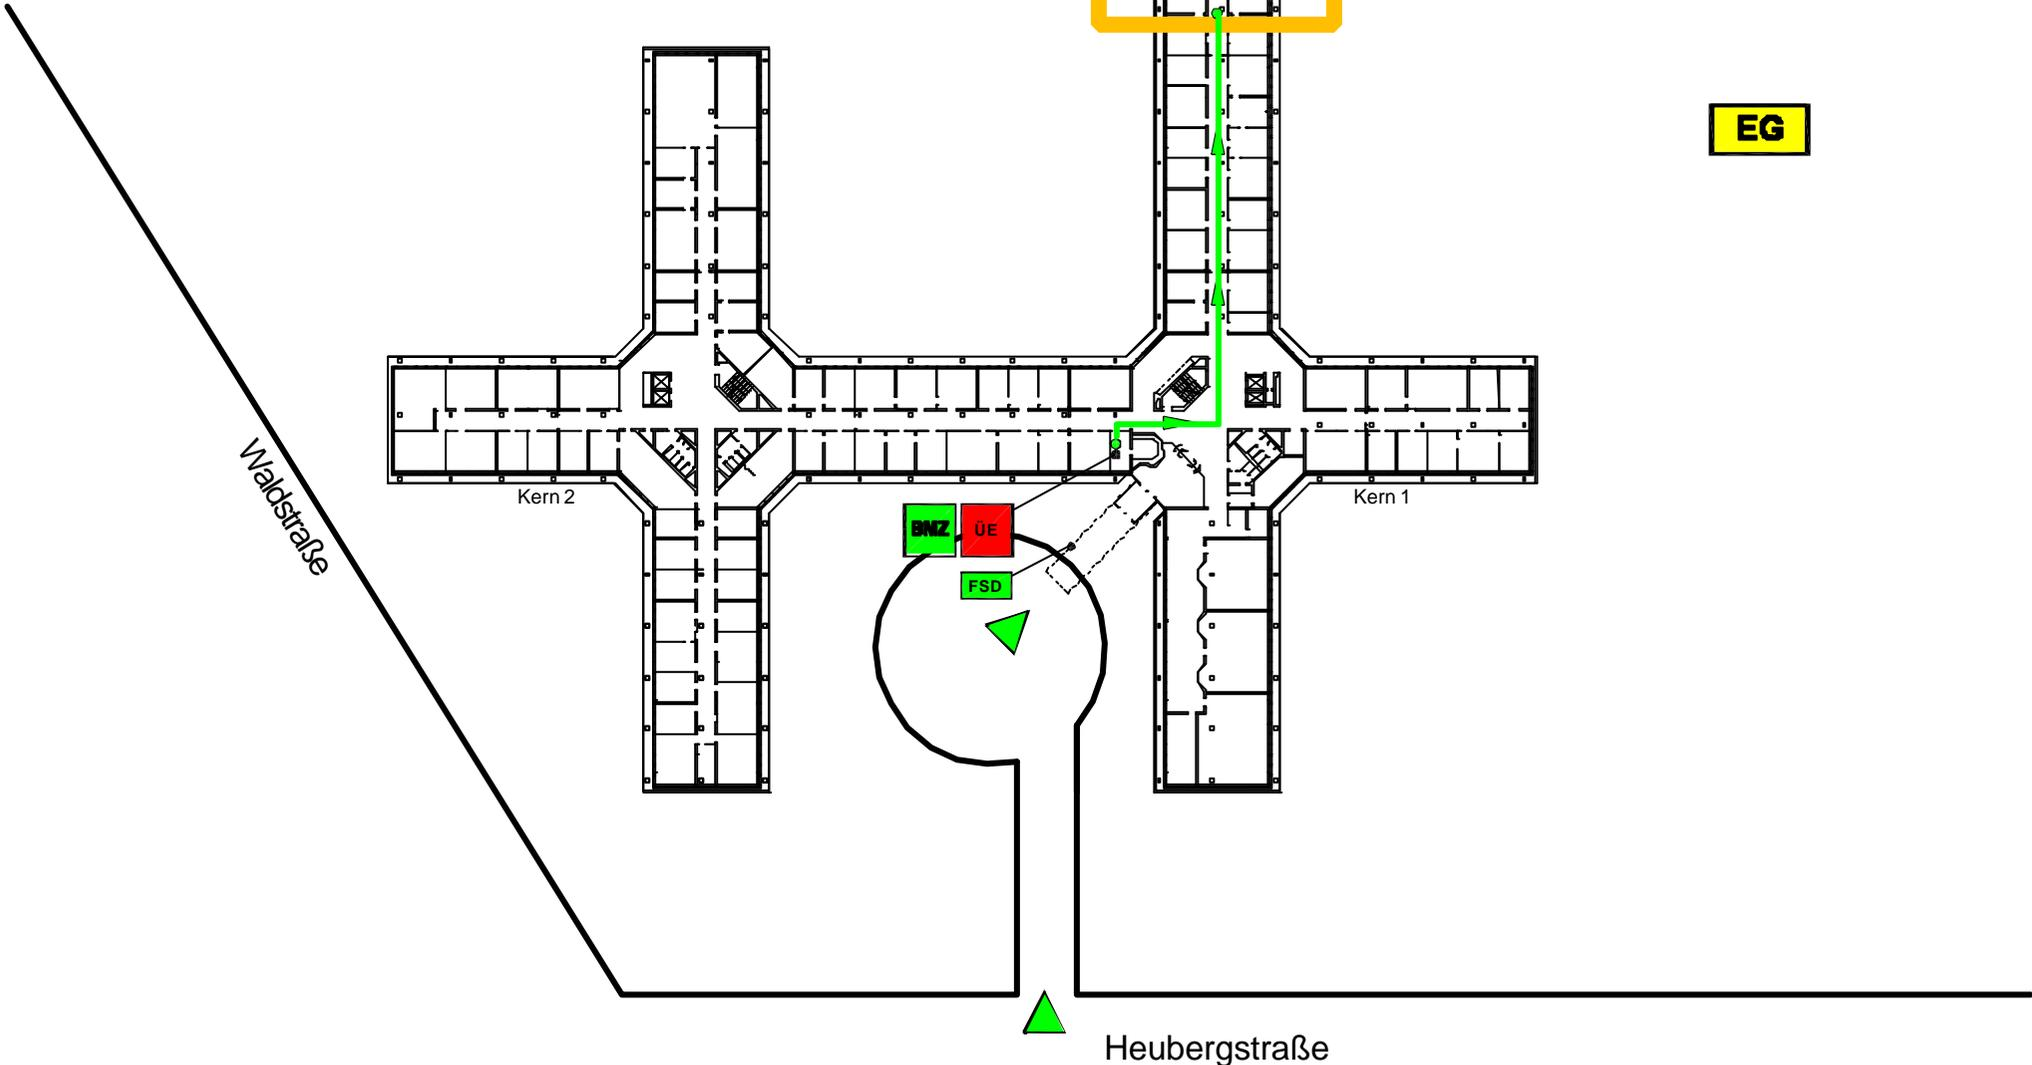 EG
Waldstraße
Kern 2
Kern 1
BMZ
ÜE
FSD
Heubergstraße